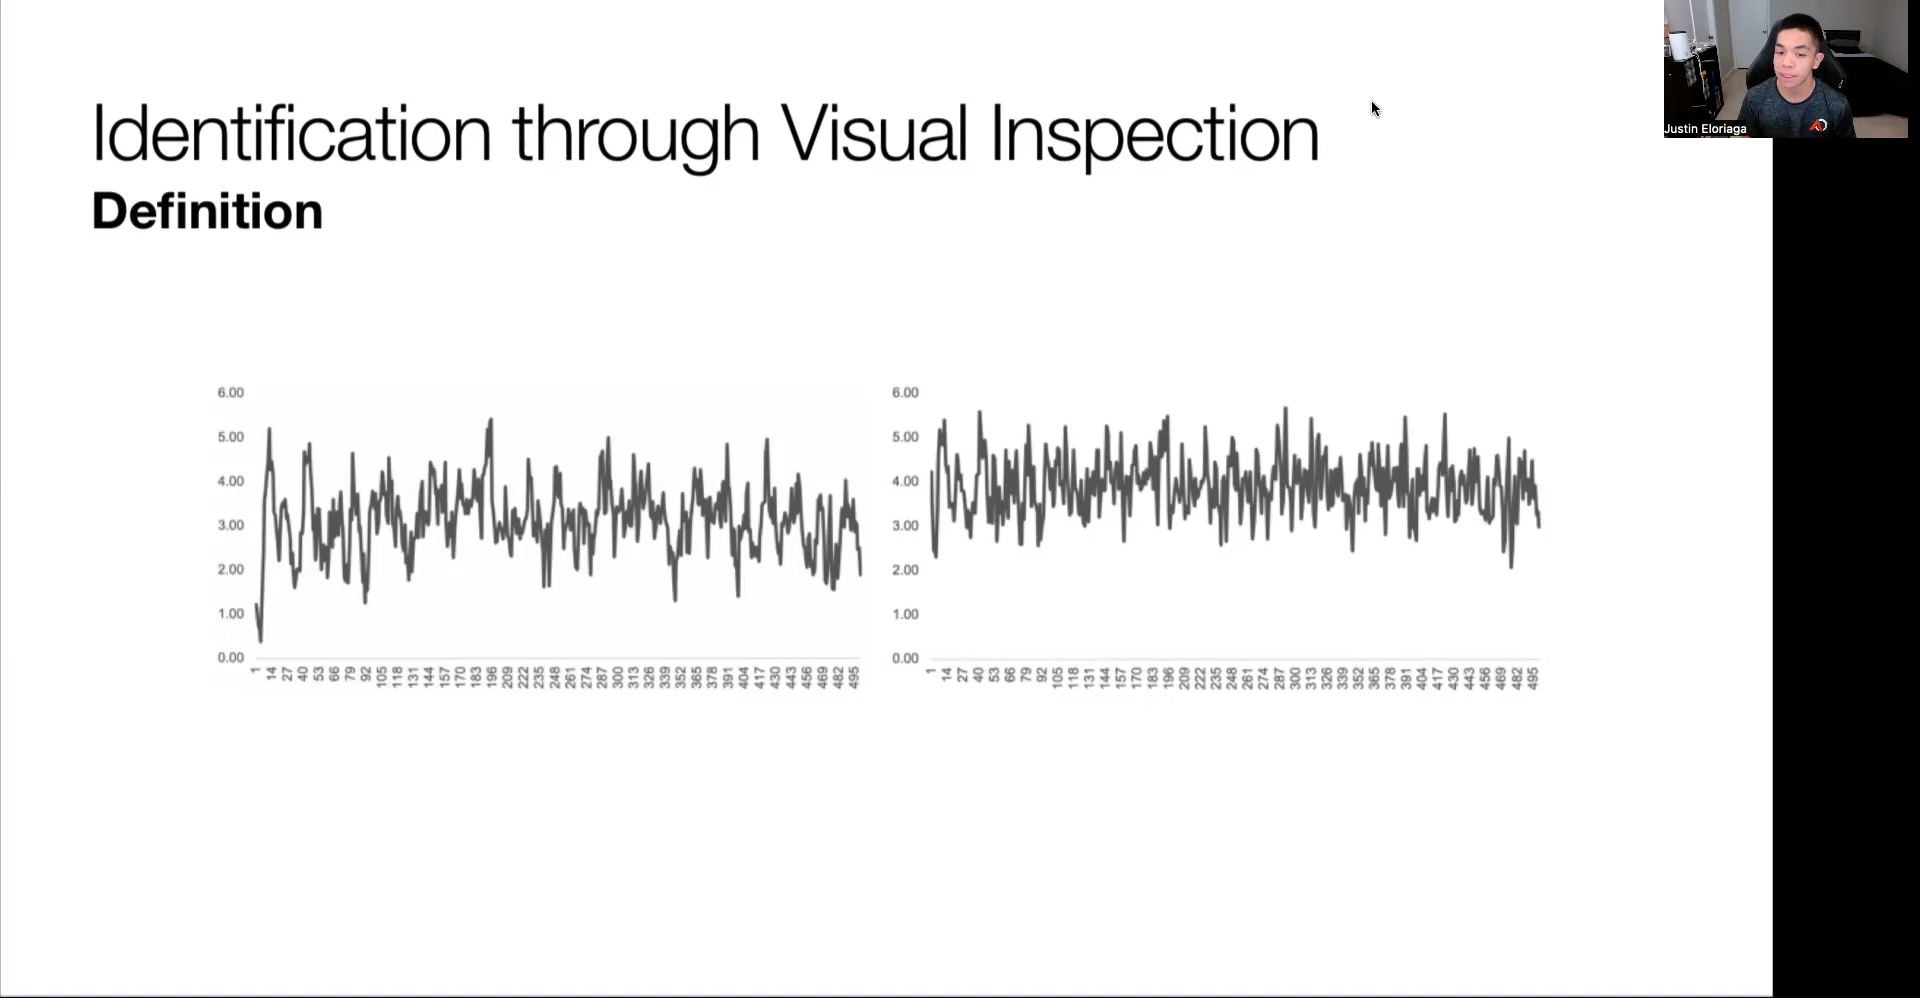 Identification through Visual Inspection
Justin Eloriaga
Definition
6.00
5.00
4.00
3.00
2.00
1.00
0.00
1 14 27 40 53 66 79 92 105 118 131 144 157 170 183 196 209 222 235 248 261 274 287 300 313 326 339 352 365 378 391 404 417 430 443 456 469 482 495
6.00
5.00
4.00
3.00
2.00
1.00
0.00
1 14 27 40 53 66 79 92 105 118 131 144 157 170 183 196 209 222 235 248 261 274 287 300 313 326 339 352 365 378 391 404 417 430 443 456 469 482 495